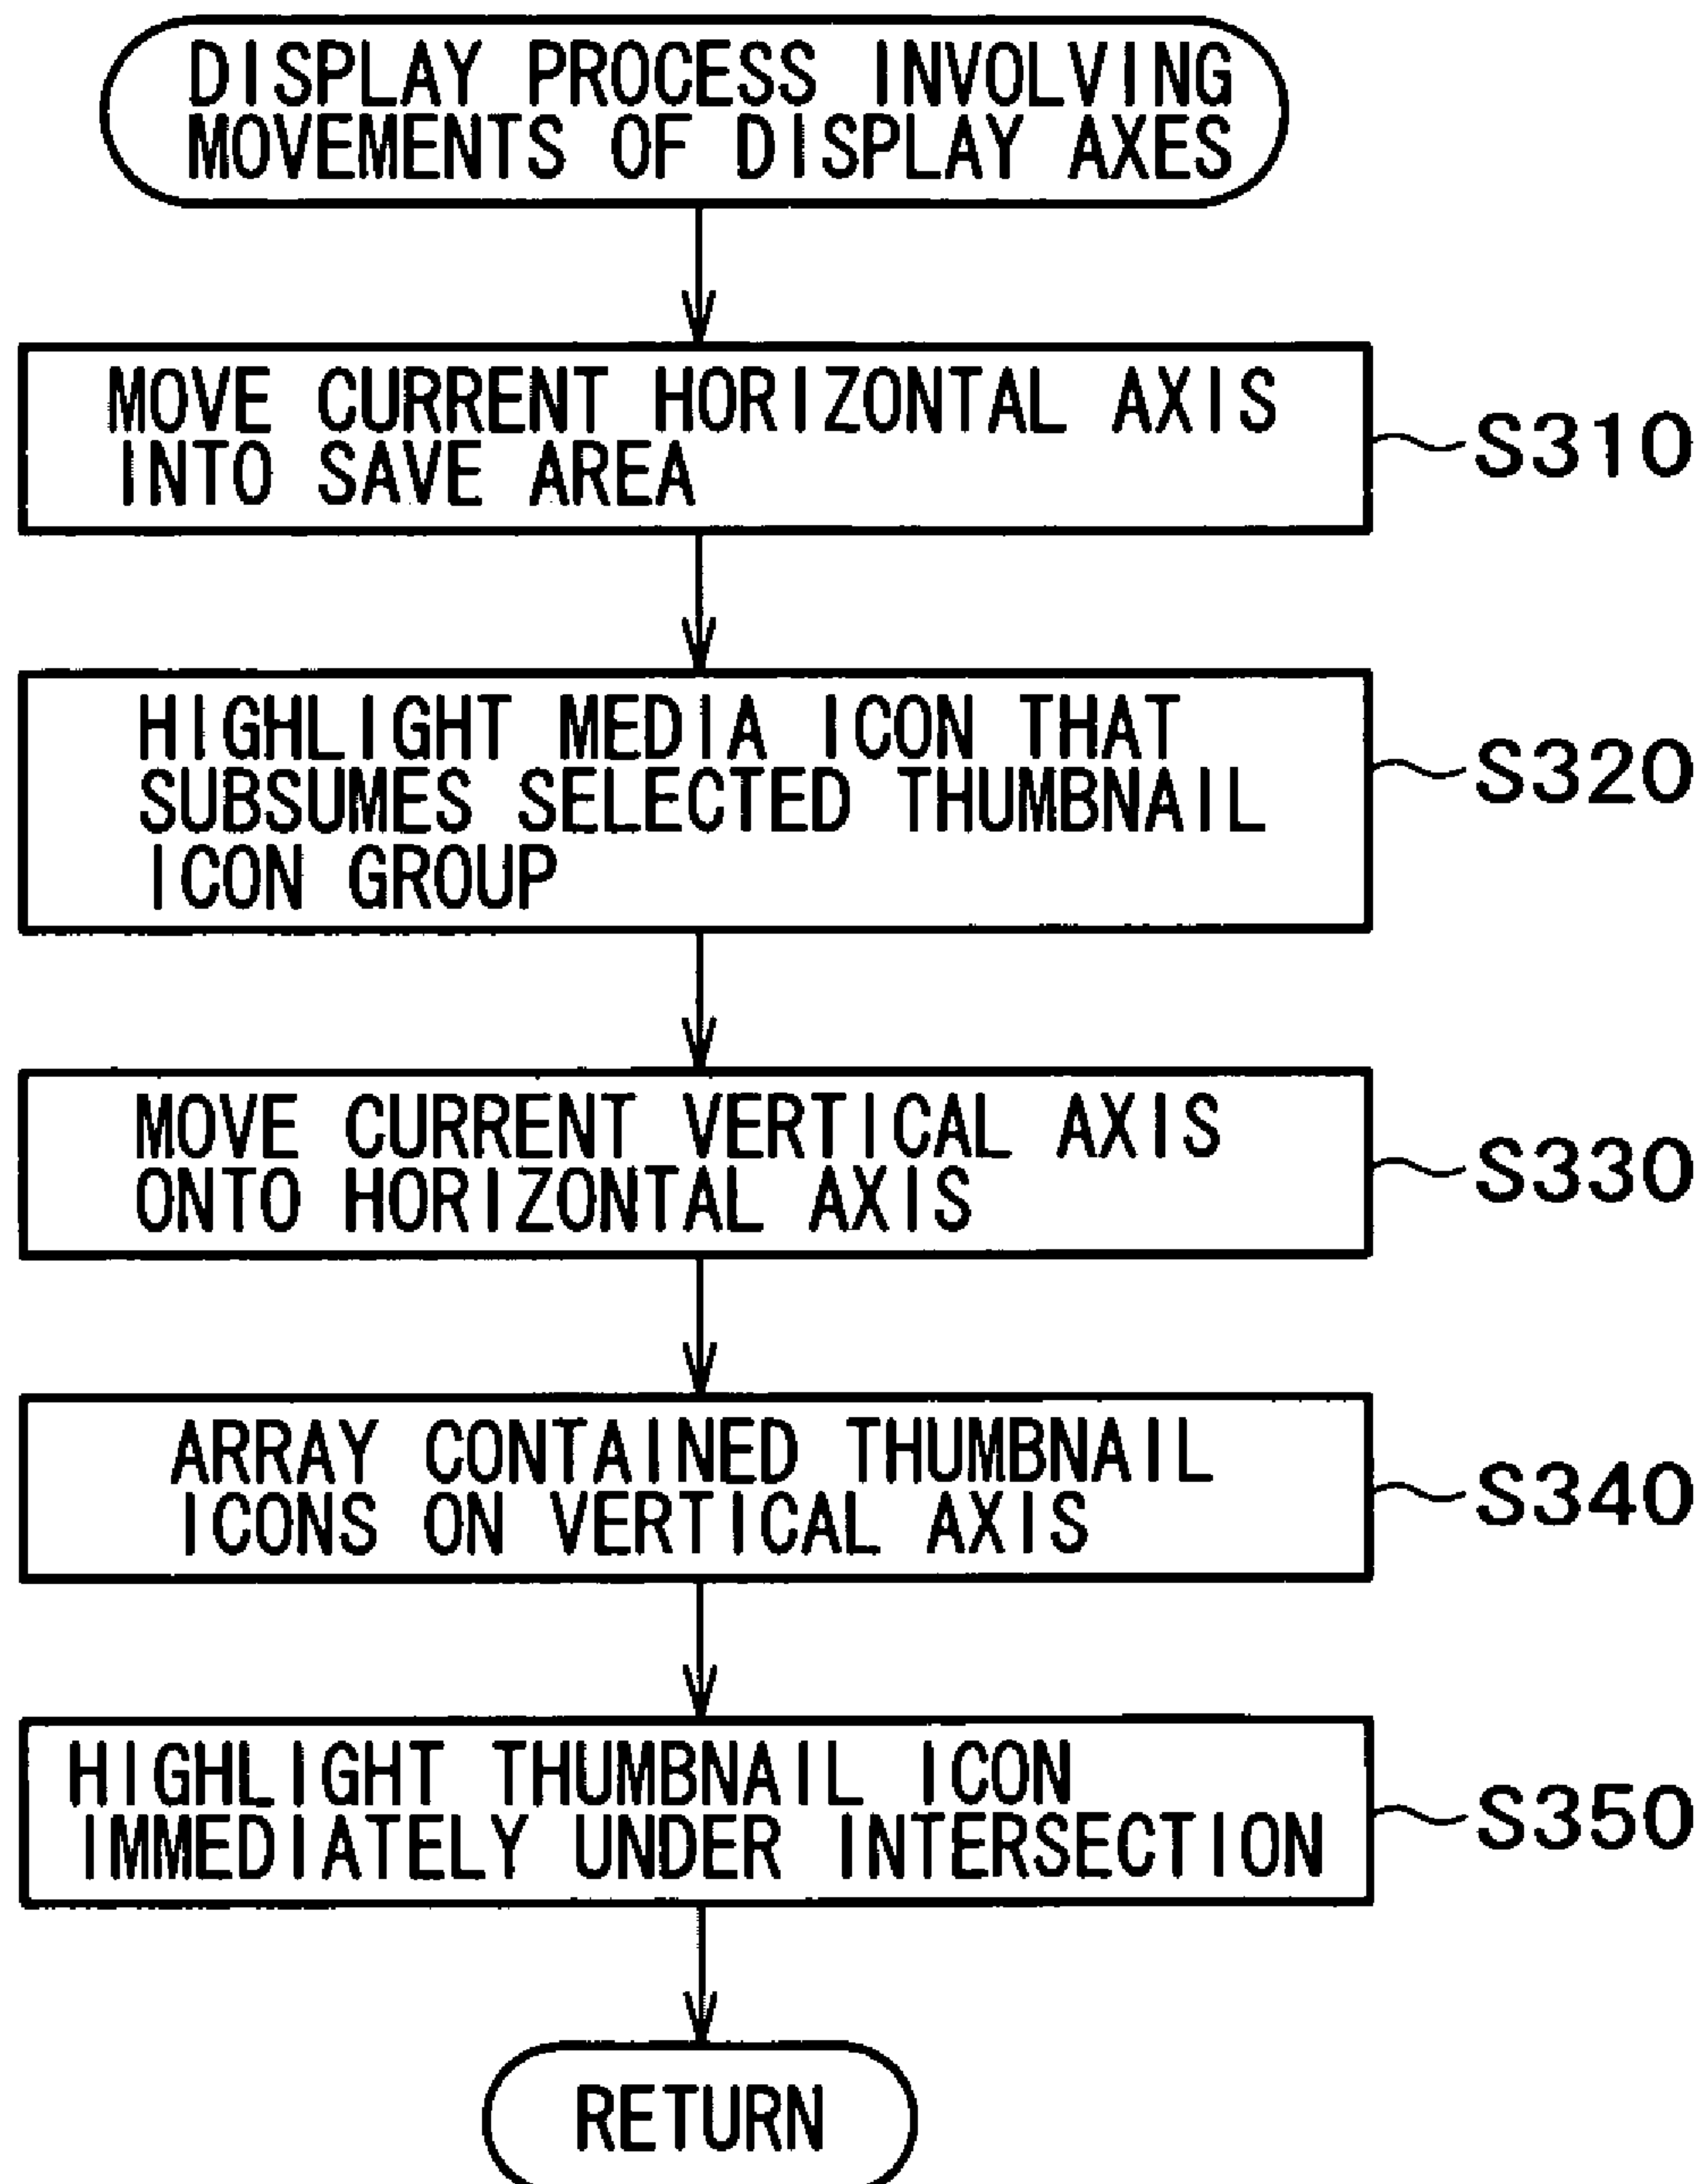 DISPLAY PROCESS INVOLVING
MOVEMENTS OF DISPLAY AXES
MOVE CURRENT HORIZONTAL AXIS
INTO SAVE AREA
S310
HIGHLIGHT MEDIA ICON THAT
SUBSUMES SELECTED THUMBNAIL
ICON GROUP
S320
MOVE CURRENT VERTICAL AXIS
ONTO HORIZONTAL AXIS
S330
ARRAY CONTAINED THUMBNAIL
ICONS ON VERTICAL AXIS
S340
HIGHLIGHT THUMBNAIL ICON
IMMEDIATELY UNDER INTERSECTION
S350
RETURN